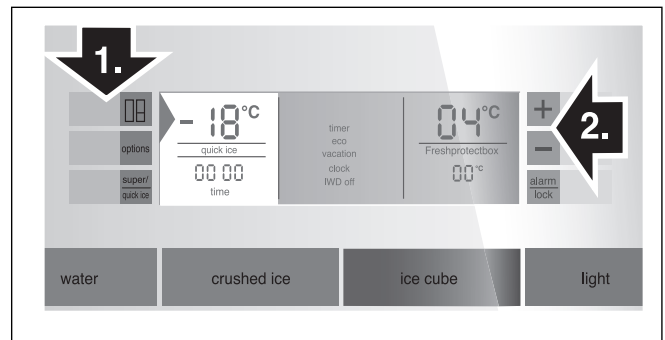 1.
- 18°C
quick ice
00 00
time
timer
eco
vacation
clock
IWD off
04°C
Freshprotectbox
00°C
options
super/
quick ice
+
-
alarm
lock
2.
water
crushed ice
ice cube
light